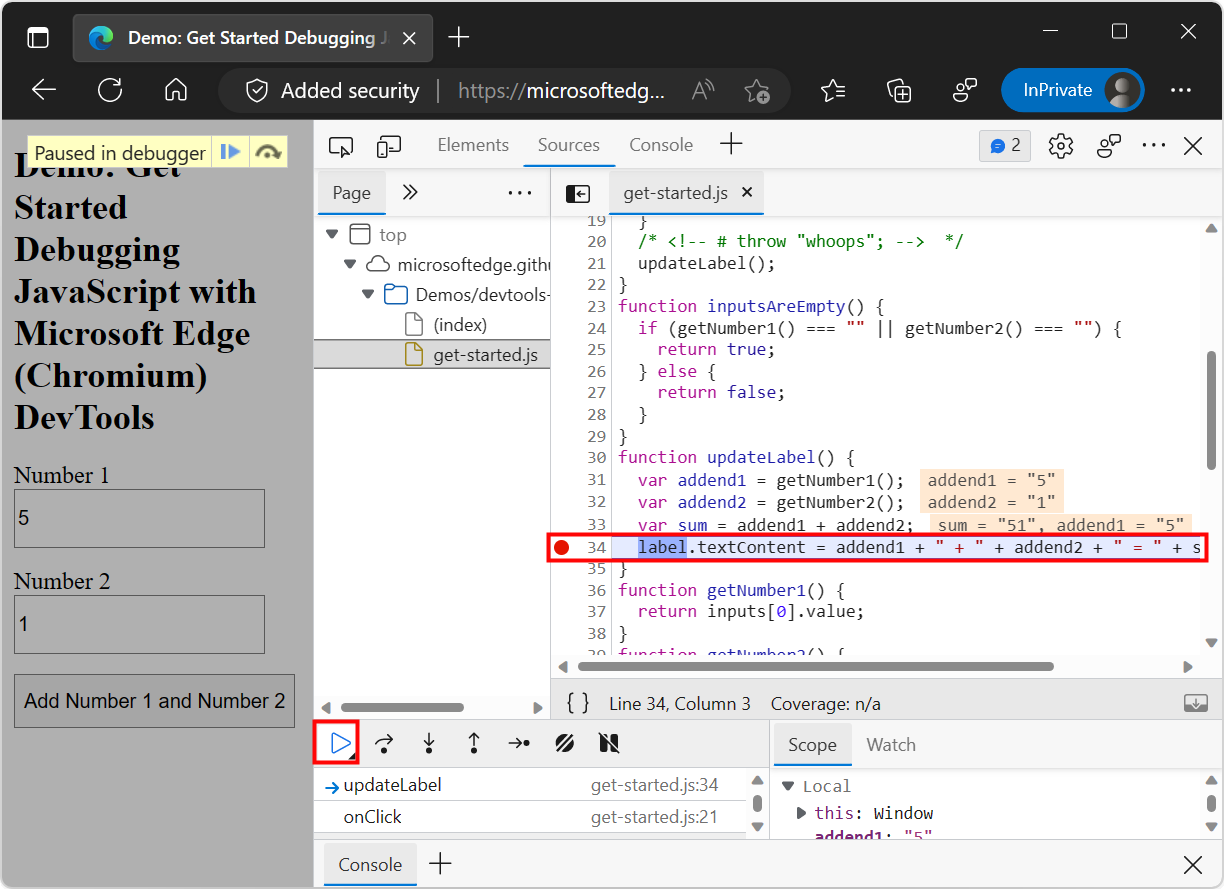 Demo: Get Started Debugging J
Added security
https://microsoftedg...
InPrivate
Paused in debugger
Demo: Get
Started
Debugging
JavaScript with
Microsoft Edge
(Chromium)
DevTools
Number 1
5
Number 2
1
Add Number 1 and Number 2
Elements
Sources
Console
2
Page
top
microsoftedge.githu
Demos/devtools-
(index)
get-started.js
get-started.js
19 }
20 /* <!-- # throw "whoops"; --> */
21 updateLabel();
22 }
23 function inputsAreEmpty() {
24 if (getNumber1() === "" || getNumber2() === "") {
25 return true;
26 } else {
27 return false;
28 }
29 }
30 function updateLabel() {
31 var addend1 = getNumber1(); addend1 = "5"
32 var addend2 = getNumber2(); addend2 = "1"
33 var sum = addend1 + addend2; sum = "51", addend1 = "5"
34 label.textContent = addend1 + " + " + addend2 + " = " + s
35 }
36 function getNumber1() {
37 return inputs[0].value;
38 }
39 function getNumber2() {
{ } Line 34, Column 3 Coverage: n/a
updateLabel get-started.js:34
onClick get-started.js:21
Scope
Watch
Local
this: Window
addend1: "5"
Console